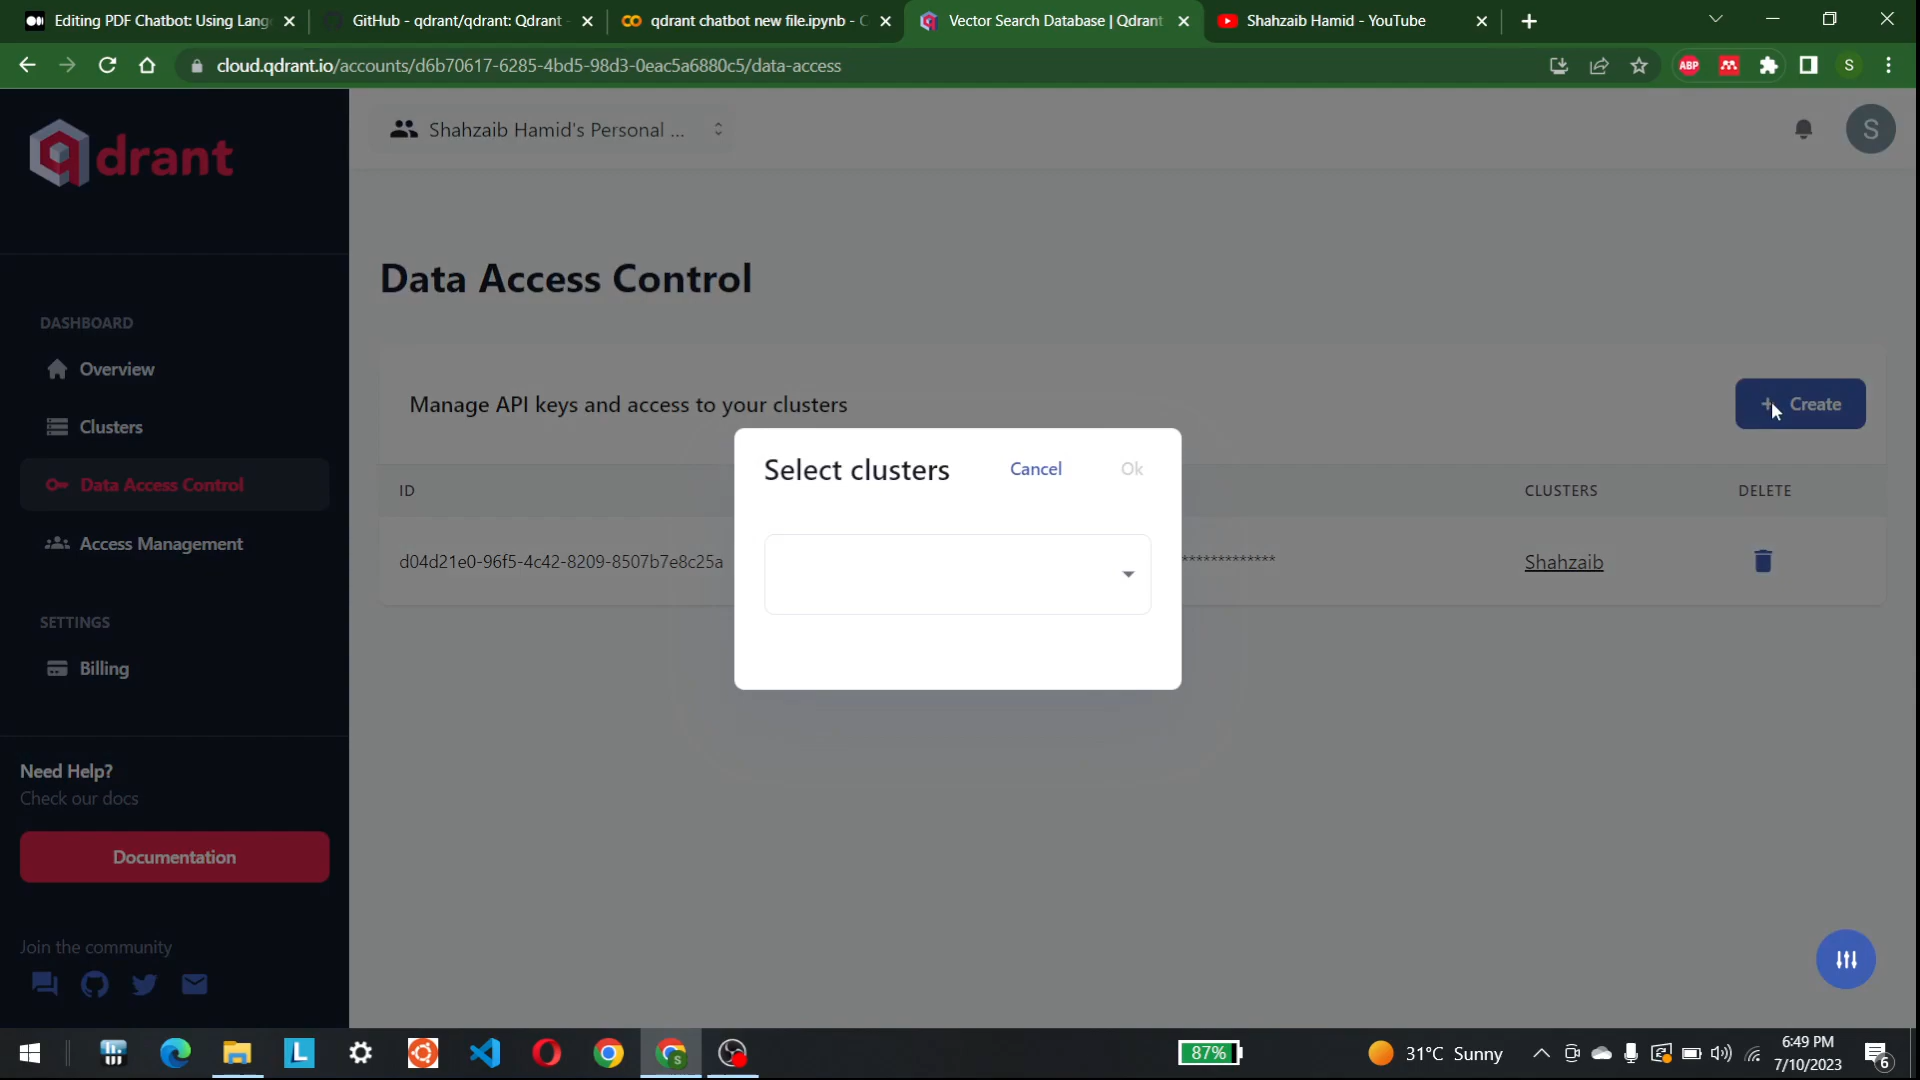 Editing PDF Chatbot: Using Lang
GitHub - qdrant/qdrant: Qdrant
qdrant chatbot new file.ipynb - C
Vector Search Database | Qdrant
Shahzaib Hamid - YouTube
cloud.qdrant.io/accounts/d6b70617-6285-4bd5-98d3-0eac5a6880c5/data-access
ABP
S
qdrant
Shahzaib Hamid's Personal ...
S
Data Access Control
DASHBOARD
Overview
Clusters
Data Access Control
Access Management
SETTINGS
Billing
Manage API keys and access to your clusters
+ Create
Select clusters
Cancel
Ok
ID
CLUSTERS
DELETE
d04d21e0-96f5-4c42-8209-8507b7e8c25a
*************
Shahzaib
Need Help?
Check our docs
Documentation
Join the community
L
S
87%
31°C Sunny
6:49 PM
7/10/2023
6